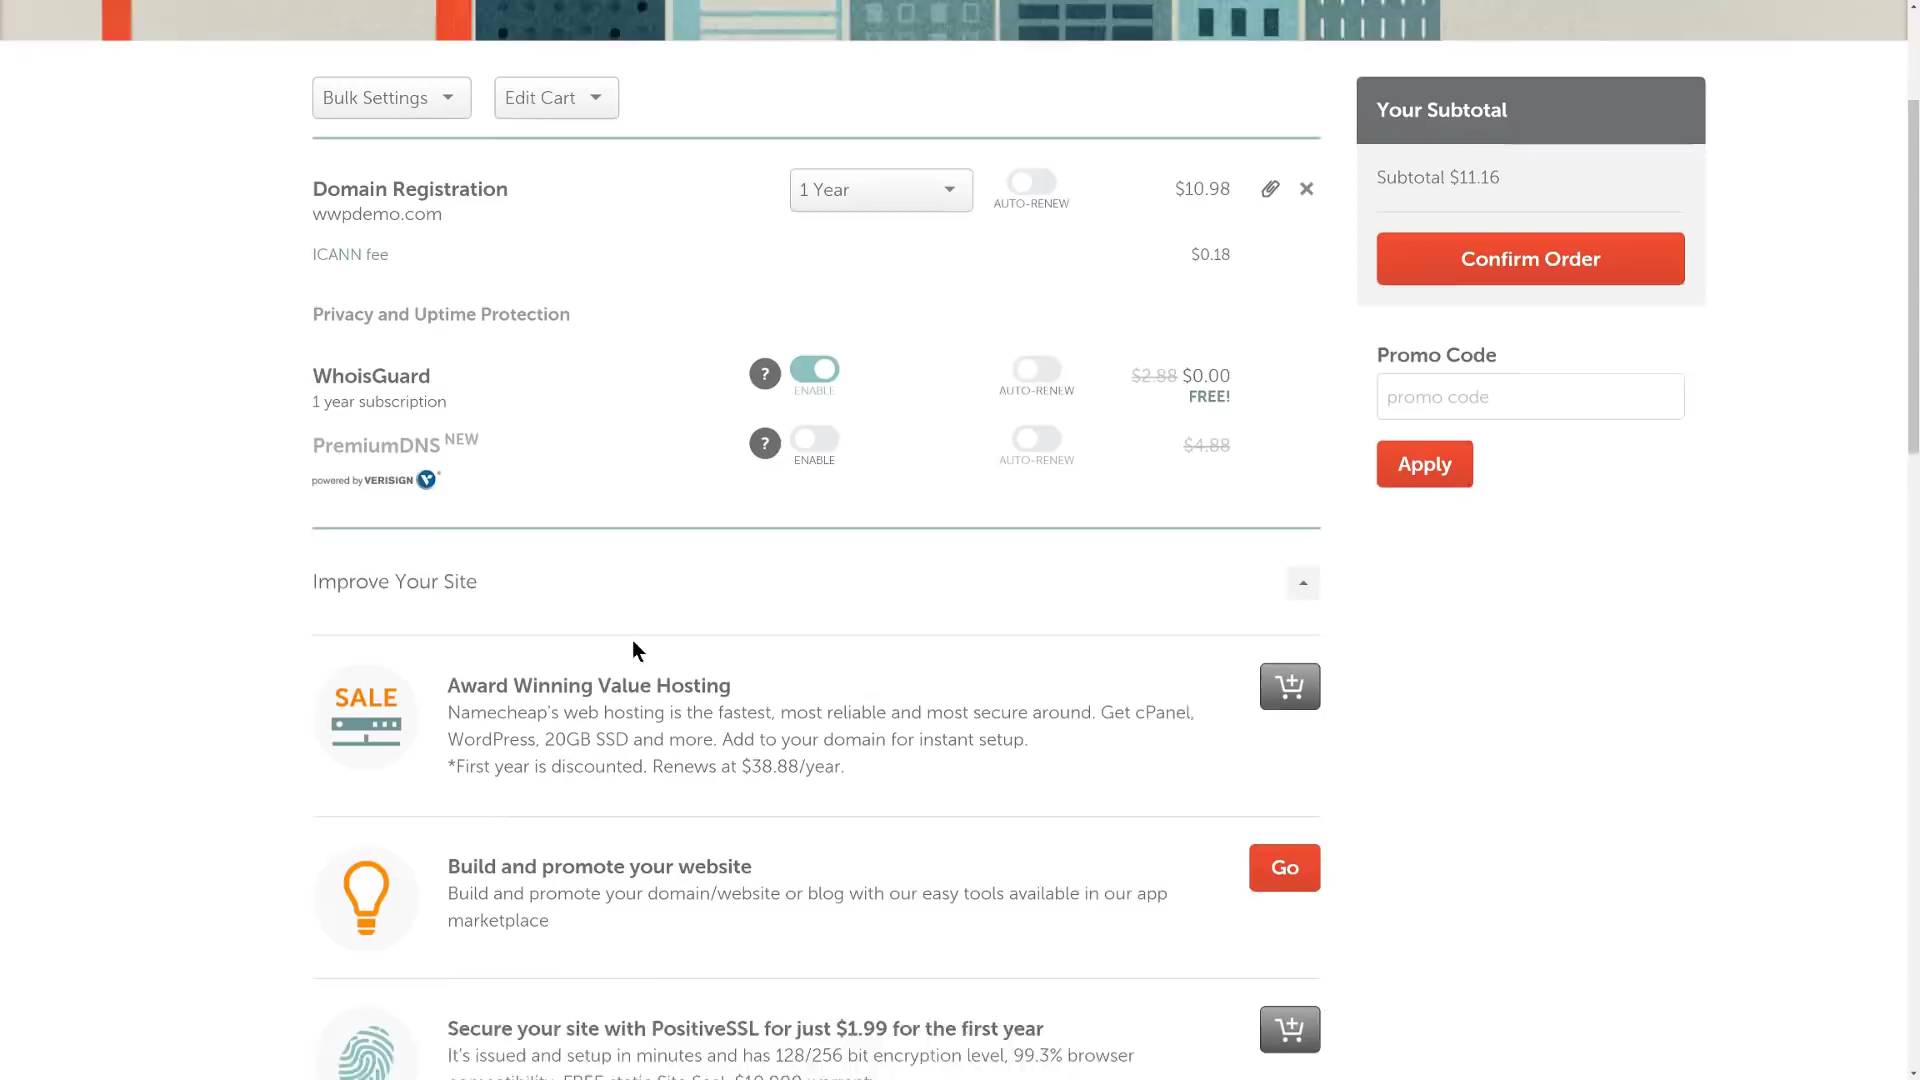 Bulk Settings
Edit Cart
Your Subtotal
Subtotal $11.16
Confirm Order
Domain Registration
wwpdemo.com
1 Year
AUTO-RENEW
$10.98
ICANN fee
$0.18
Privacy and Uptime Protection
WhoisGuard
1 year subscription
?
ENABLE
AUTO-RENEW
$2.88 $0.00
FREE!
PremiumDNS NEW
powered by VERISIGN
?
ENABLE
AUTO-RENEW
$4.88
Promo Code
promo code
Apply
Improve Your Site
SALE
Award Winning Value Hosting
Namecheap's web hosting is the fastest, most reliable and most secure around. Get cPanel,
WordPress, 20GB SSD and more. Add to your domain for instant setup.
*First year is discounted. Renews at $38.88/year.
Build and promote your website
Build and promote your domain/website or blog with our easy tools available in our app
marketplace
Go
Secure your site with PositiveSSL for just $1.99 for the first year
It's issued and setup in minutes and has 128/256 bit encryption level, 99.3% browser